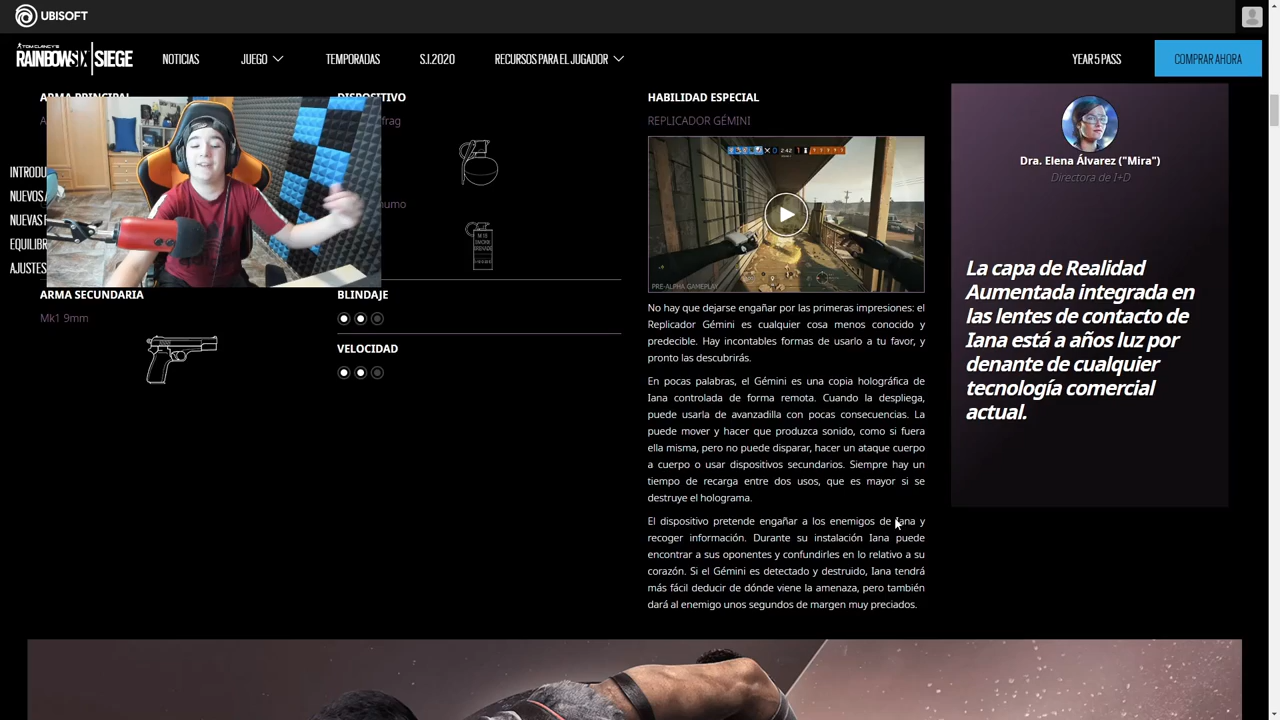 UBISOFT
TOM CLANCY'S
RAINBOW SIX | SIEGE
NOTICIAS
JUEGO
TEMPORADAS
S.I.2020
RECURSOS PARA EL JUGADOR
YEAR 5 PASS
COMPRAR AHORA
ARMA PRINCIPAL
INTRODU
NUEVOS
NUEVAS
EQUILIBR
AJUSTES
ARMA SECUNDARIA
Mk1 9mm
DISPOSITIVO
frag
humo
M18
SMOKE
GRENADE
BLINDAJE
VELOCIDAD
HABILIDAD ESPECIAL
REPLICADOR GÉMINI
2:42
PRE-ALPHA GAMEPLAY
No hay que dejarse engañar por las primeras impresiones: el
Replicador Gémini es cualquier cosa menos conocido y
predecible. Hay incontables formas de usarlo a tu favor, y
pronto las descubrirás.
En pocas palabras, el Gémini es una copia holográfica de
Iana controlada de forma remota. Cuando la despliega,
puede usarla de avanzadilla con pocas consecuencias. La
puede mover y hacer que produzca sonido, como si fuera
ella misma, pero no puede disparar, hacer un ataque cuerpo
a cuerpo o usar dispositivos secundarios. Siempre hay un
tiempo de recarga entre dos usos, que es mayor si se
destruye el holograma.
El dispositivo pretende engañar a los enemigos de Iana y
recoger información. Durante su instalación Iana puede
encontrar a sus oponentes y confundirles en lo relativo a su
corazón. Si el Gémini es detectado y destruido, Iana tendrá
más fácil deducir de dónde viene la amenaza, pero también
dará al enemigo unos segundos de margen muy preciados.
Dra. Elena Álvarez ("Mira")
Directora de I+D
La capa de Realidad
Aumentada integrada en
las lentes de contacto de
Iana está a años luz por
denante de cualquier
tecnología comercial
actual.